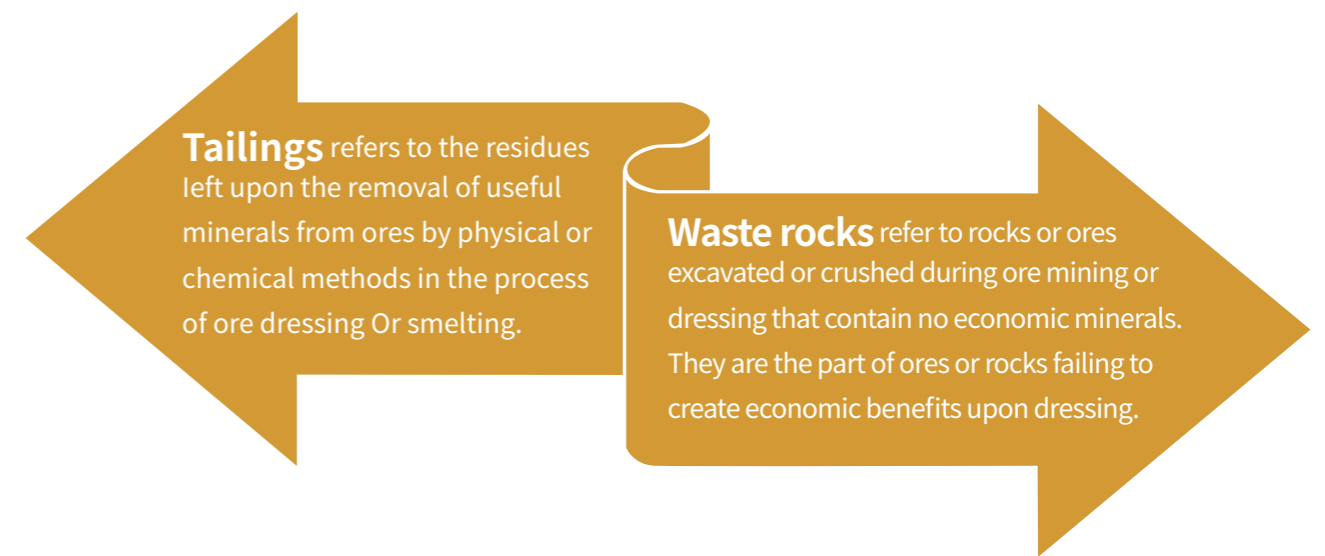 Tailings refers to the residues
left upon the removal of useful
minerals from ores by physical or
chemical methods in the process
of ore dressing Or smelting.
Waste rocks refer to rocks or ores
excavated or crushed during ore mining or
dressing that contain no economic minerals.
They are the part of ores or rocks failing to
create economic benefits upon dressing.